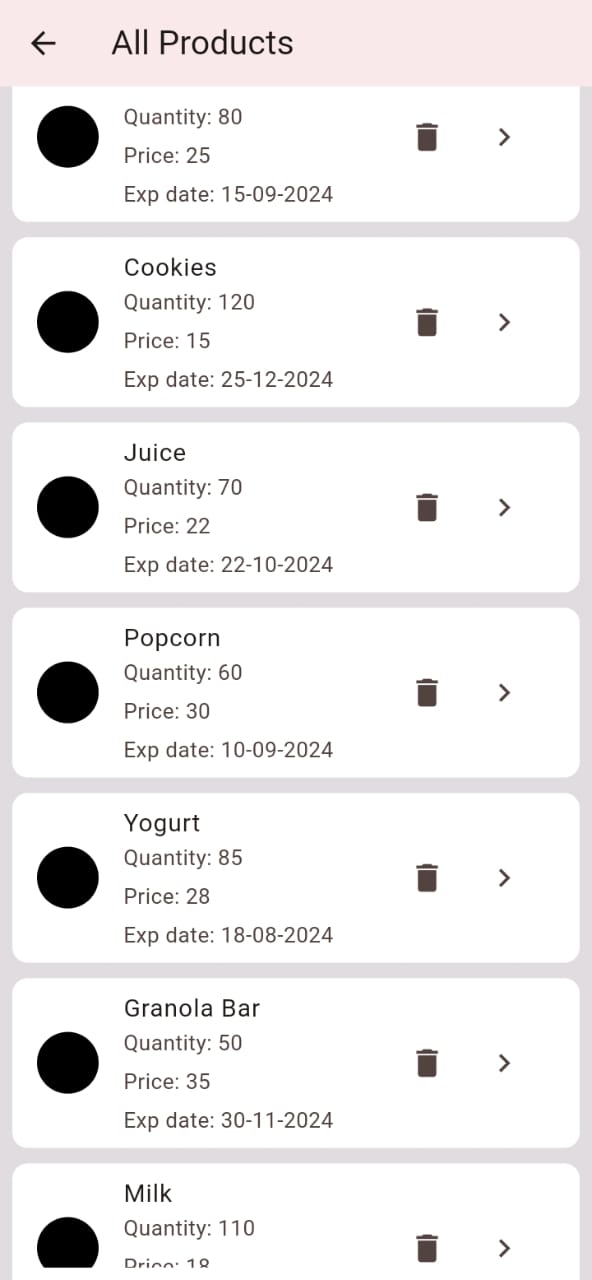 All Products
Quantity: 80
Price: 25
Exp date: 15-09-2024
Cookies
Quantity: 120
Price: 15
Exp date: 25-12-2024
Juice
Quantity: 70
Price: 22
Exp date: 22-10-2024
Popcorn
Quantity: 60
Price: 30
Exp date: 10-09-2024
Yogurt
Quantity: 85
Price: 28
Exp date: 18-08-2024
Granola Bar
Quantity: 50
Price: 35
Exp date: 30-11-2024
Milk
Quantity: 110
Price: 18